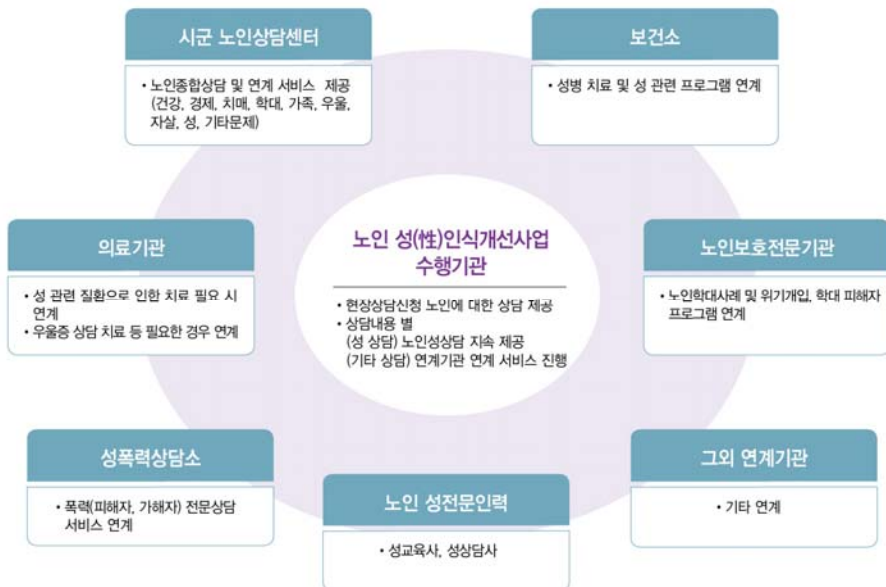 시군 노인상담센터
• 노인종합상담 및 연계 서비스 제공
(건강, 경제, 치매, 학대, 가족, 우울,
자살, 성, 기타문제)
보건소
• 성병 치료 및 성 관련 프로그램 연계
의료기관
• 성 관련 질환으로 인한 치료 필요 시
연계
• 우울증 상담 치료 등 필요한 경우 연계
노인 성(性)인식개선사업
수행기관
• 현장상담신청 노인에 대한 상담 제공
• 상담내용 별
(성 상담) 노인성상담 지속 제공
(기타 상담) 연계기관 연계 서비스 진행
노인보호전문기관
• 노인학대사례 및 위기개입, 학대 피해자
프로그램 연계
성폭력상담소
• 폭력(피해자, 가해자) 전문상담
서비스 연계
노인 성전문인력
• 성교육사, 성상담사
그외 연계기관
• 기타 연계